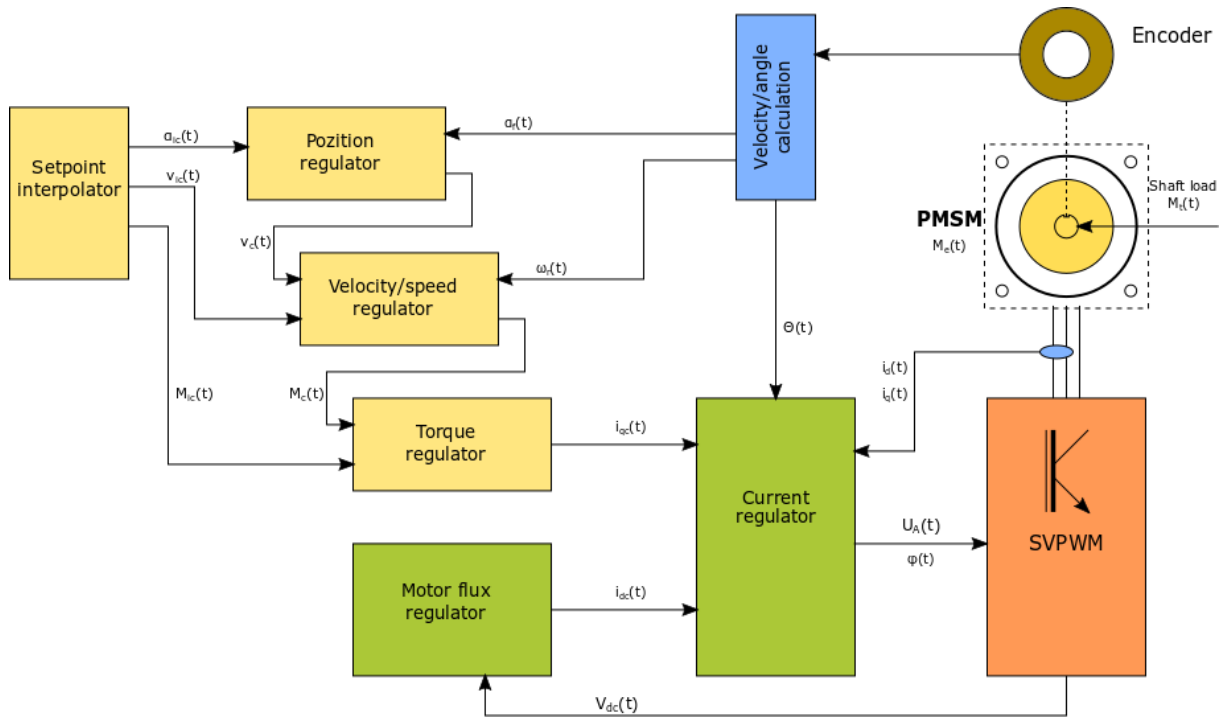 Encoder
Velocity/angle
calculation
Setpoint
interpolator
αic(t)
Pozition
regulator
αr(t)
vic(t)
vc(t)
Velocity/speed
regulator
ωr(t)
PMSM
Me(t)
Shaft load
Mt(t)
Θ(t)
id(t)
iq(t)
Mic(t)
Mc(t)
Torque
regulator
iqc(t)
Current
regulator
UA(t)
φ(t)
SVPWM
Motor flux
regulator
idc(t)
Vdc(t)